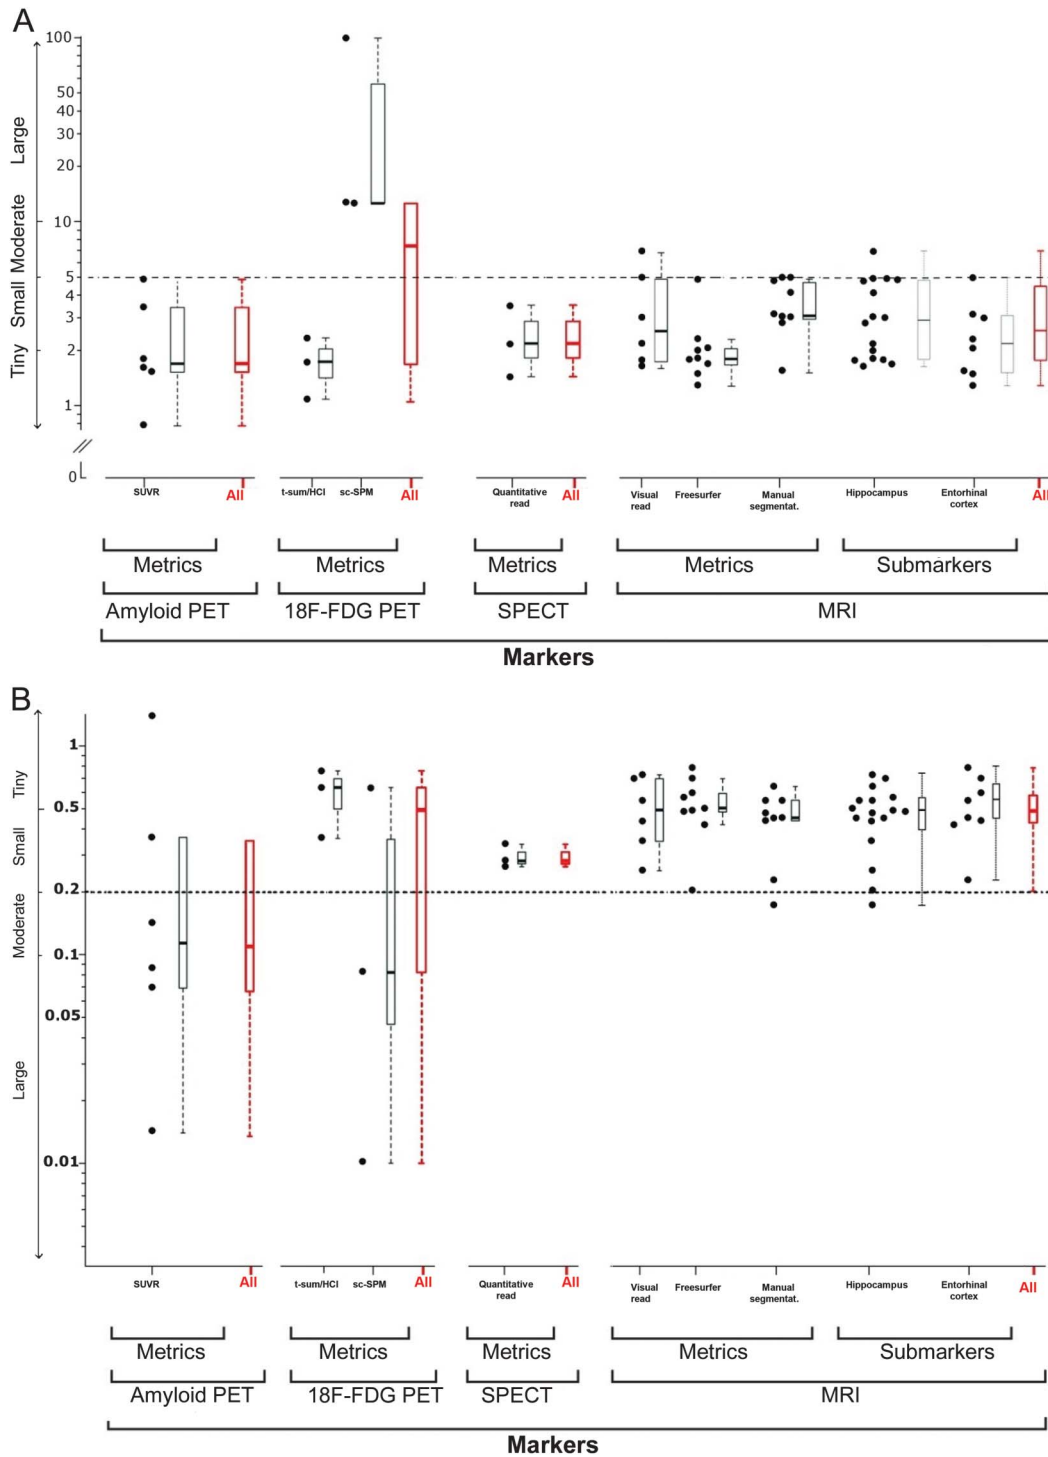 A
Large
Moderate
Small
Tiny
100
50
40
30
20
10
5
4
3
2
1
0
SUVR
All
t-sum/HCI
sc-SPM
All
Quantitative
read
All
Visual
read
Freesurfer
Manual
segmentat.
Hippocampus
Entorhinal
cortex
All
Metrics
Metrics
Metrics
Metrics
Submarkers
Amyloid PET
18F-FDG PET
SPECT
MRI
Markers
B
Tiny
Small
Moderate
Large
1
0.5
0.2
0.1
0.05
0.01
SUVR
All
t-sum/HCI
sc-SPM
All
Quantitative
read
All
Visual
read
Freesurfer
Manual
segmentat.
Hippocampus
Entorhinal
cortex
All
Metrics
Metrics
Metrics
Metrics
Submarkers
Amyloid PET
18F-FDG PET
SPECT
MRI
Markers